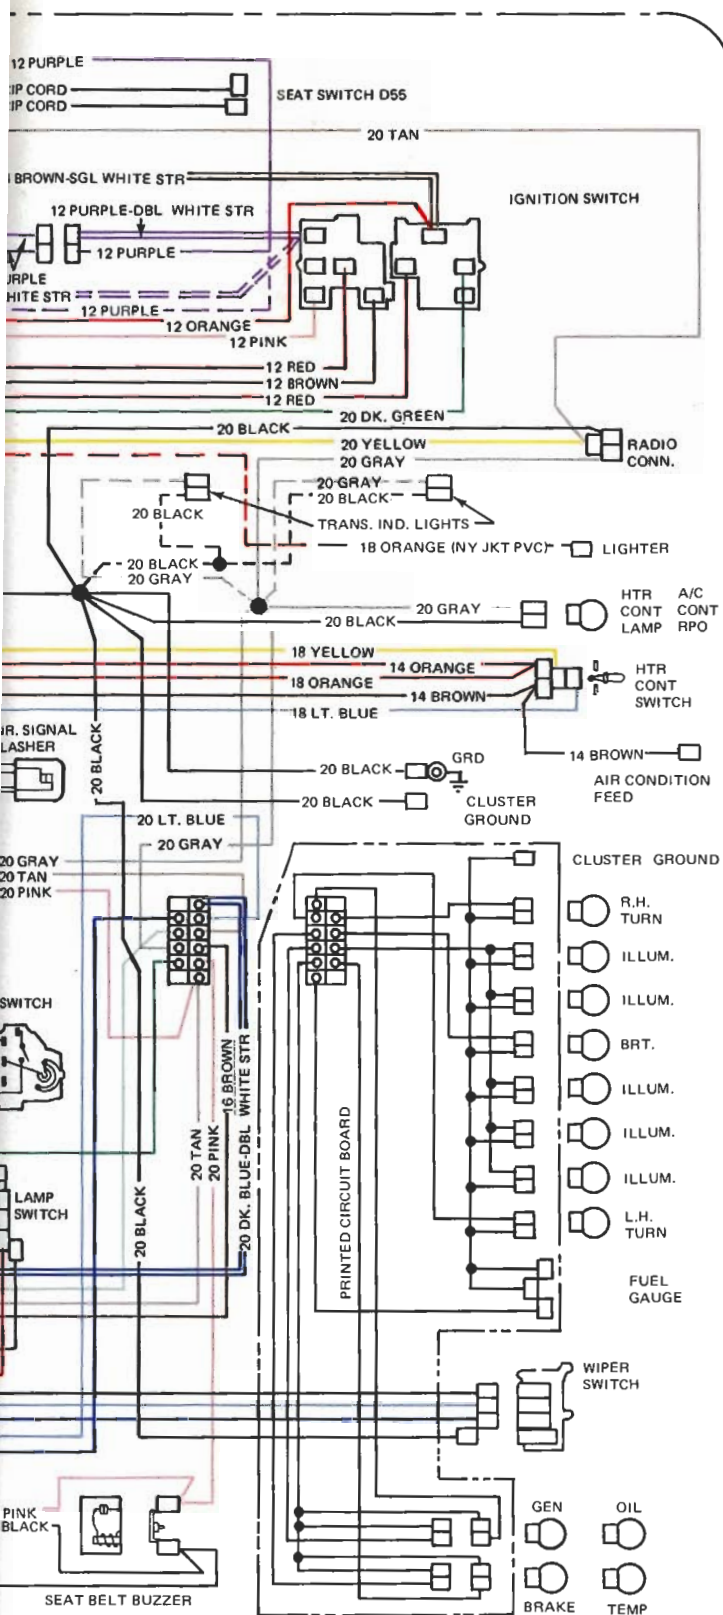 12 PURPLE
IP CORD
IP CORD
SEAT SWITCH D55
20 TAN
BROWN-SGL WHITE STR
IGNITION SWITCH
12 PURPLE-DBL WHITE STR
12 PURPLE
URPLE
HITE STR
12 PURPLE
12 ORANGE
12 PINK
12 RED
12 BROWN
12 RED
20 DK. GREEN
20 BLACK
20 YELLOW
20 GRAY
RADIO
CONN.
20 GRAY
20 BLACK
20 BLACK
TRANS. IND. LIGHTS
18 ORANGE (NY JKT PVC)
LIGHTER
20 BLACK
20 GRAY
20 GRAY
20 BLACK
HTR
CONT
LAMP
A/C
CONT
RPO
18 YELLOW
14 ORANGE
18 ORANGE
14 BROWN
18 LT. BLUE
HTR
CONT
SWITCH
R. SIGNAL
LASHER
20 BLACK
14 BROWN
AIR CONDITION
FEED
20 BLACK
GRD
20 BLACK
CLUSTER
GROUND
20 LT. BLUE
20 GRAY
20 GRAY
20 TAN
20 PINK
CLUSTER GROUND
R.H.
TURN
ILLUM.
ILLUM.
BRT.
ILLUM.
ILLUM.
ILLUM.
L.H.
TURN
FUEL
GAUGE
SWITCH
16 BROWN
20 DK. BLUE-DBL WHITE STR
20 TAN
20 PINK
20 BLACK
PRINTED CIRCUIT BOARD
LAMP
SWITCH
WIPER
SWITCH
PINK
BLACK
SEAT BELT BUZZER
GEN
OIL
BRAKE
TEMP